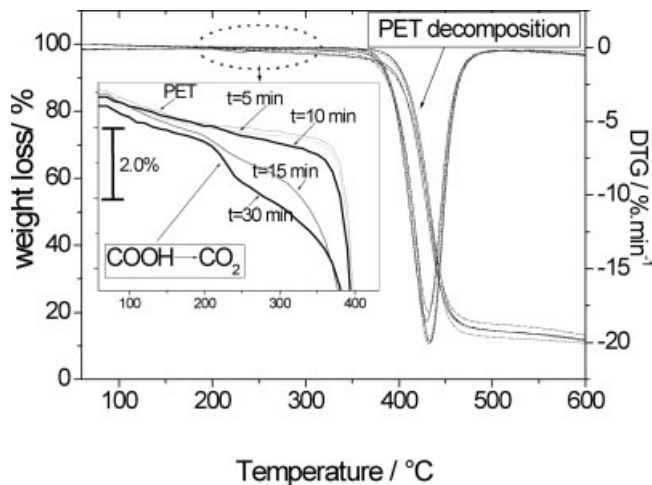 PET decomposition
100
80
60
40
20
0
weight loss/ %
0
-5
-10
-15
-20
DTG / %.min-1
PET
t=5 min
t=10 min
t=15 min
t=30 min
2.0%
COOH → CO2
100
200
300
400
100
200
300
400
500
600
Temperature / °C